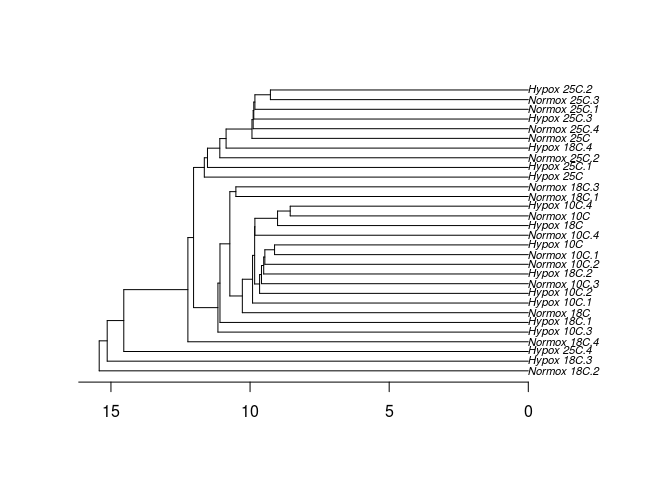 Hypox 25C.2
Normox 25C.3
Normox 25C.1
Hypox 25C.3
Normox 25C.4
Normox 25C
Hypox 18C.4
Normox 25C.2
Hypox 25C.1
Hypox 25C
Normox 18C.3
Normox 18C.1
Hypox 10C.4
Normox 10C
Hypox 18C
Normox 10C.4
Hypox 10C
Normox 10C.1
Normox 10C.2
Hypox 18C.2
Normox 10C.3
Hypox 10C.2
Hypox 10C.1
Normox 18C
Hypox 18C.1
Hypox 10C.3
Normox 18C.4
Hypox 25C.4
Hypox 18C.3
Normox 18C.2
15 10 5 0